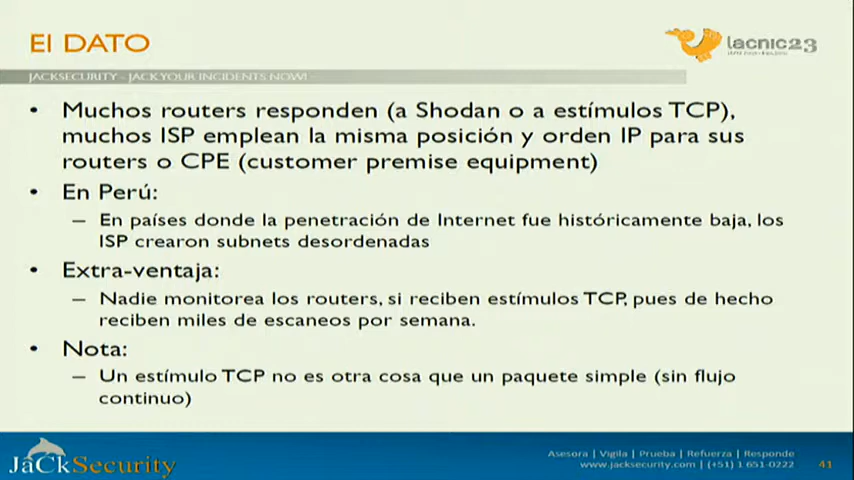 El DATO
lacnic23
JACKSECURITY - JACK YOUR INCIDENTS NOW!
• Muchos routers responden (a Shodan o a estímulos TCP),
muchos ISP emplean la misma posición y orden IP para sus
routers o CPE (customer premise equipment)
• En Perú:
– En países donde la penetración de Internet fue históricamente baja, los
ISP crearon subnets desordenadas
• Extra-ventaja:
– Nadie monitorea los routers, si reciben estímulos TCP, pues de hecho
reciben miles de escaneos por semana.
• Nota:
– Un estímulo TCP no es otra cosa que un paquete simple (sin flujo
continuo)
JaCkSecurity
Asesora | Vigila | Prueba | Refuerza | Responde
www.jacksecurity.com | (+51) 1 651-0222
41